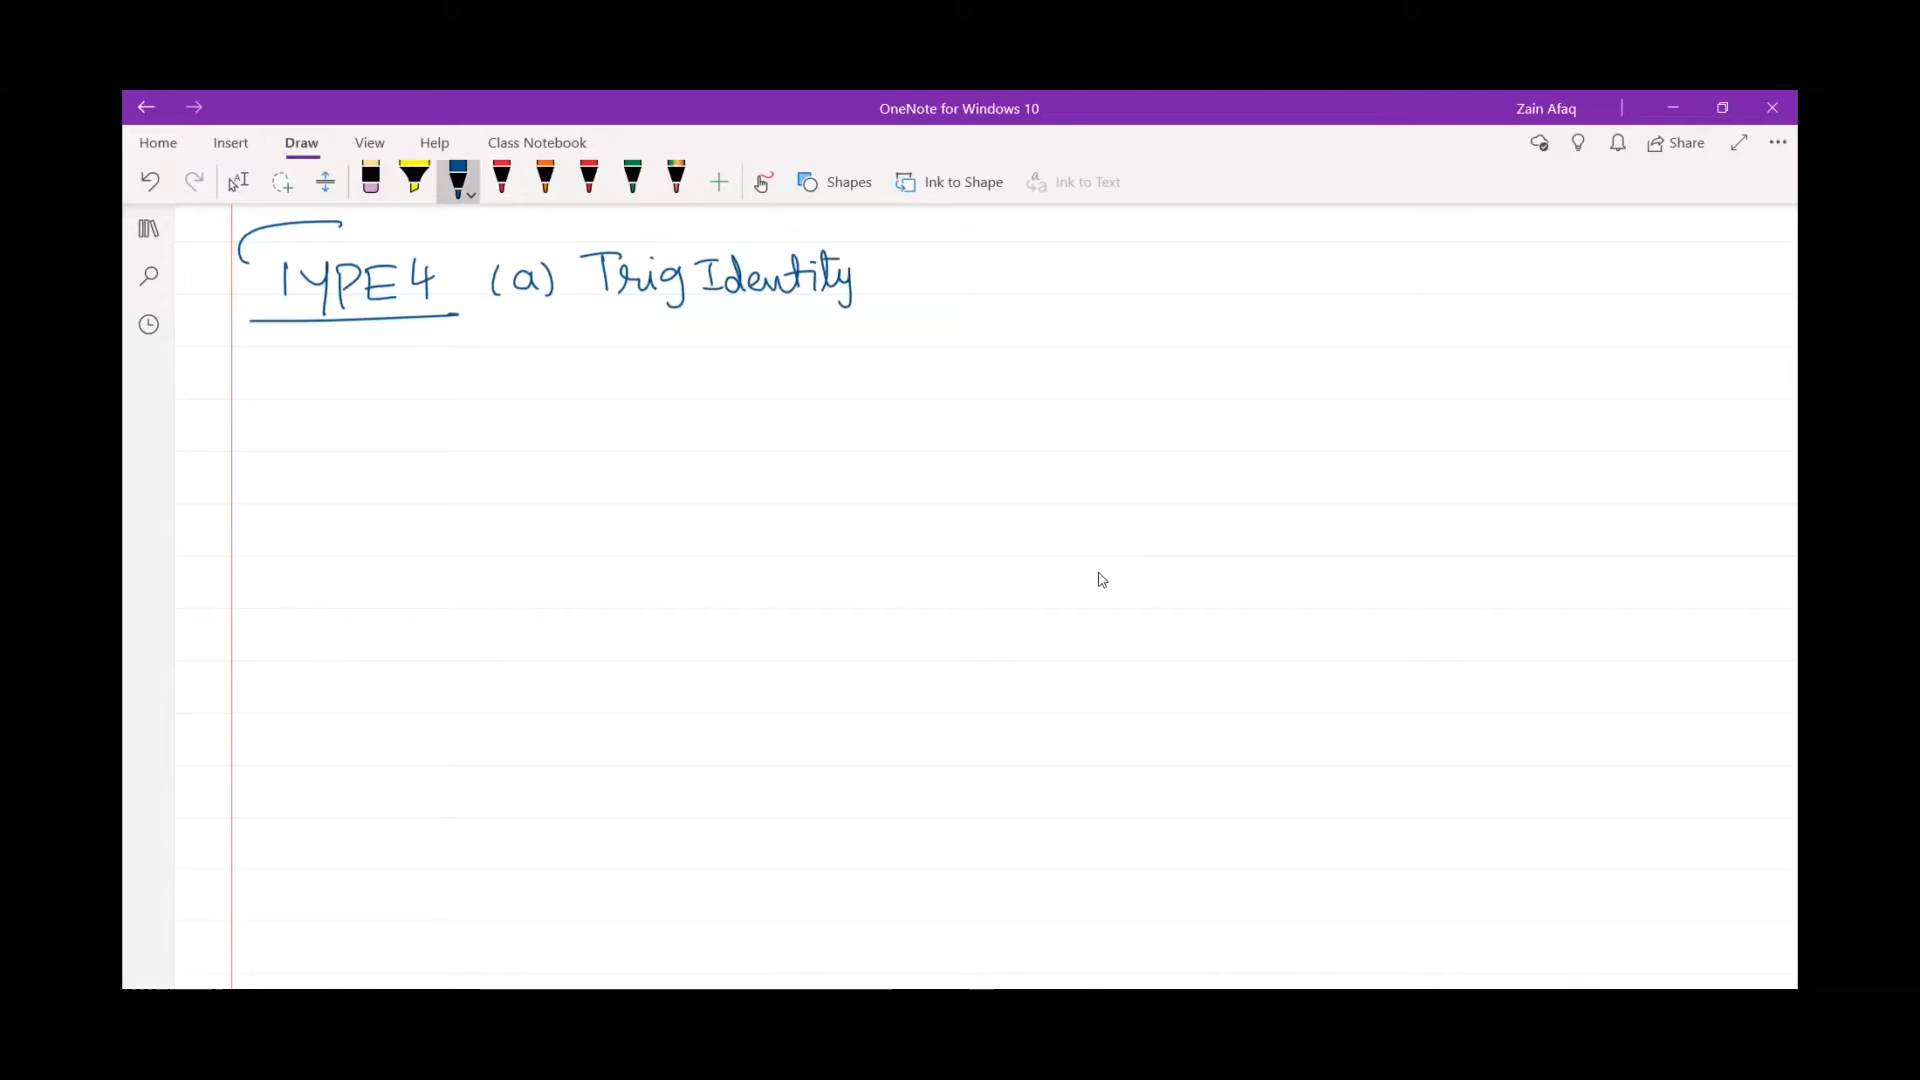 OneNote for Windows 10
Zain Afaq
Home Insert Draw View Help Class Notebook
Share
Shapes Ink to Shape Ink to Text
TYPE 4 (a) Trig Identity